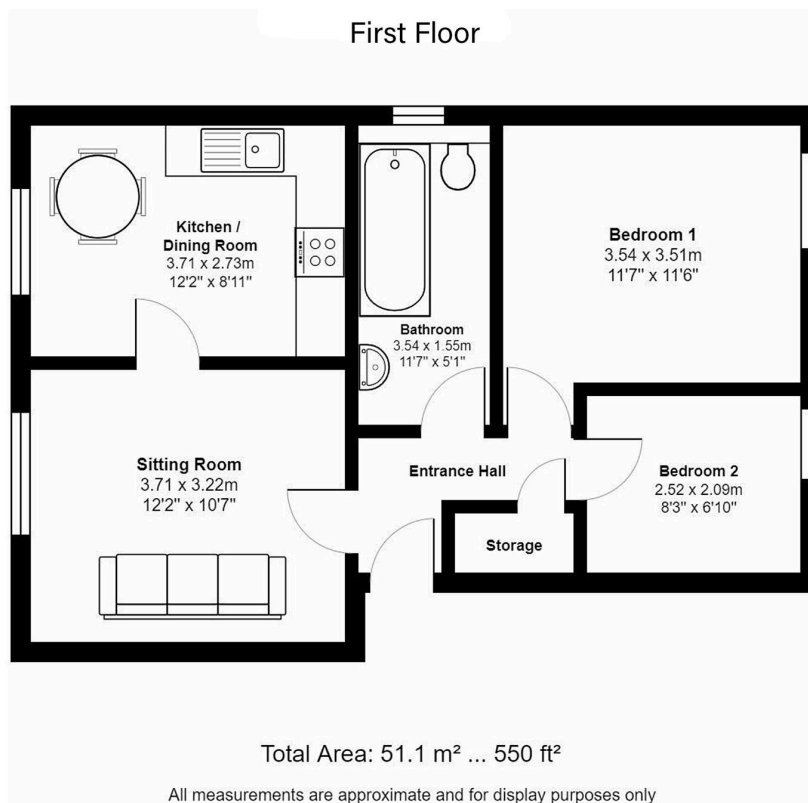 First Floor
Kitchen /
Dining Room
3.71 x 2.73m
12'2" x 8'11"
Bathroom
3.54 x 1.55m
11'7" x 5'1"
Bedroom 1
3.54 x 3.51m
11'7" x 11'6"
Sitting Room
3.71 x 3.22m
12'2" x 10'7"
Entrance Hall
Bedroom 2
2.52 x 2.09m
8'3" x 6'10"
Storage
Total Area: 51.1 m² ... 550 ft²
All measurements are approximate and for display purposes only